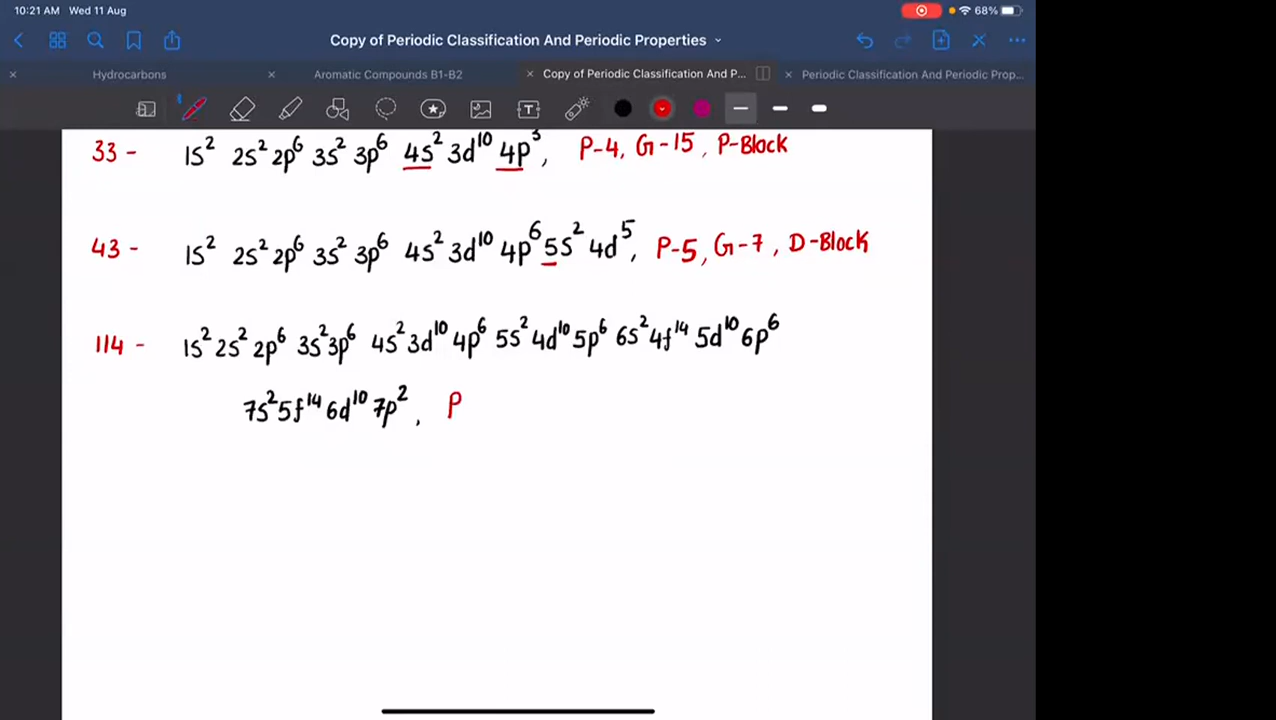 10:21 AM Wed 11 Aug 68%
Copy of Periodic Classification And Periodic Properties
Hydrocarbons Aromatic Compounds B1-B2 Copy of Periodic Classification And P... Periodic Classification And Periodic Prop...
33 - 1s² 2s² 2p⁶ 3s² 3p⁶ 4s² 3d¹⁰ 4p³, P-4, G-15, P-Block
43 - 1s² 2s² 2p⁶ 3s² 3p⁶ 4s² 3d¹⁰ 4p⁶ 5s² 4d⁵, P-5, G-7, D-Block
114 - 1s² 2s² 2p⁶ 3s² 3p⁶ 4s² 3d¹⁰ 4p⁶ 5s² 4d¹⁰ 5p⁶ 6s² 4f¹⁴ 5d¹⁰ 6p⁶
7s² 5f¹⁴ 6d¹⁰ 7p², P